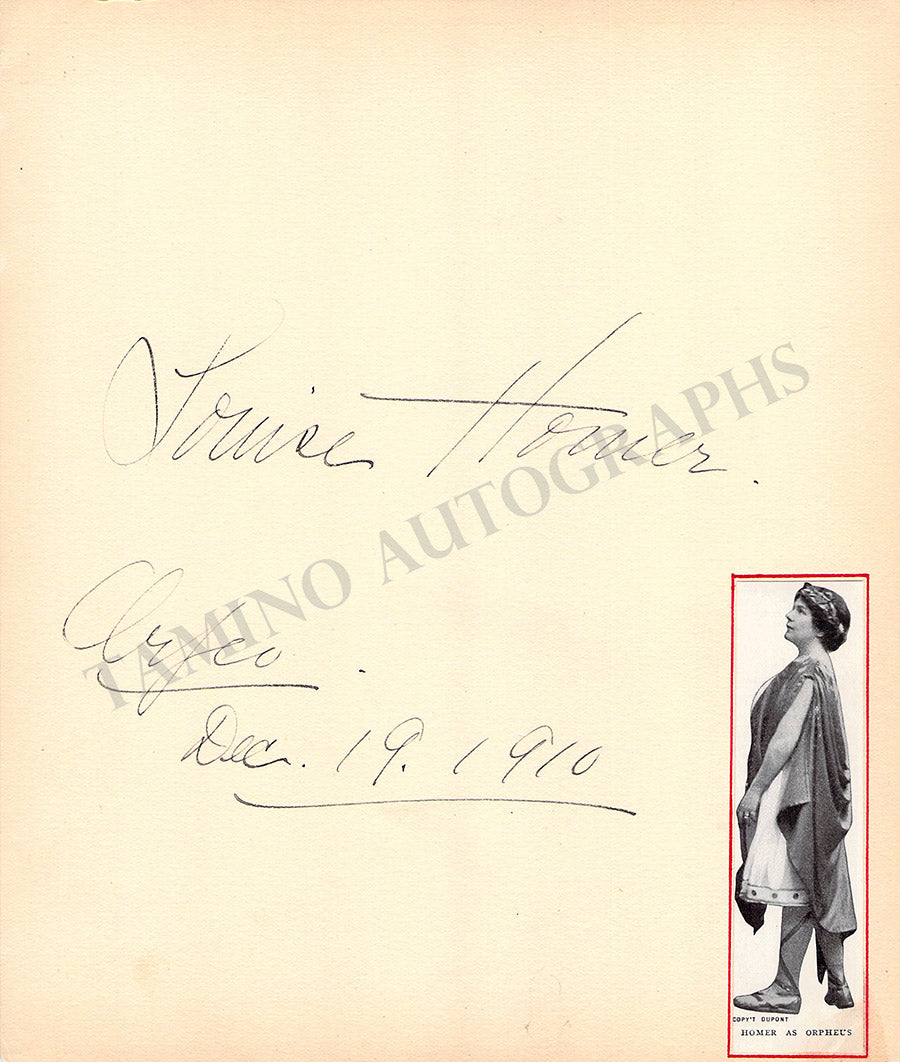 Louise Homer.
Orfeo.
Dec. 19. 1910
TAMINO AUTOGRAPHS
COPY'T DUPONT
HOMER AS ORPHEUS